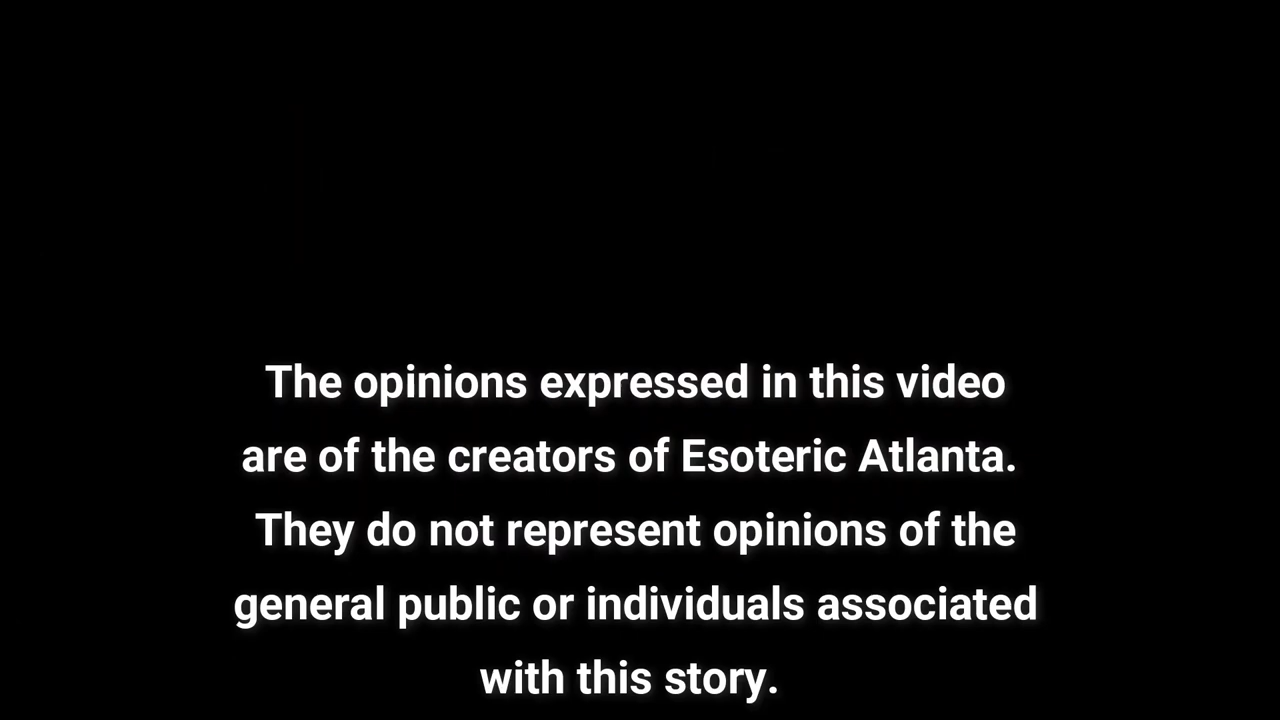 The opinions expressed in this video
are of the creators of Esoteric Atlanta.
They do not represent opinions of the
general public or individuals associated
with this story.